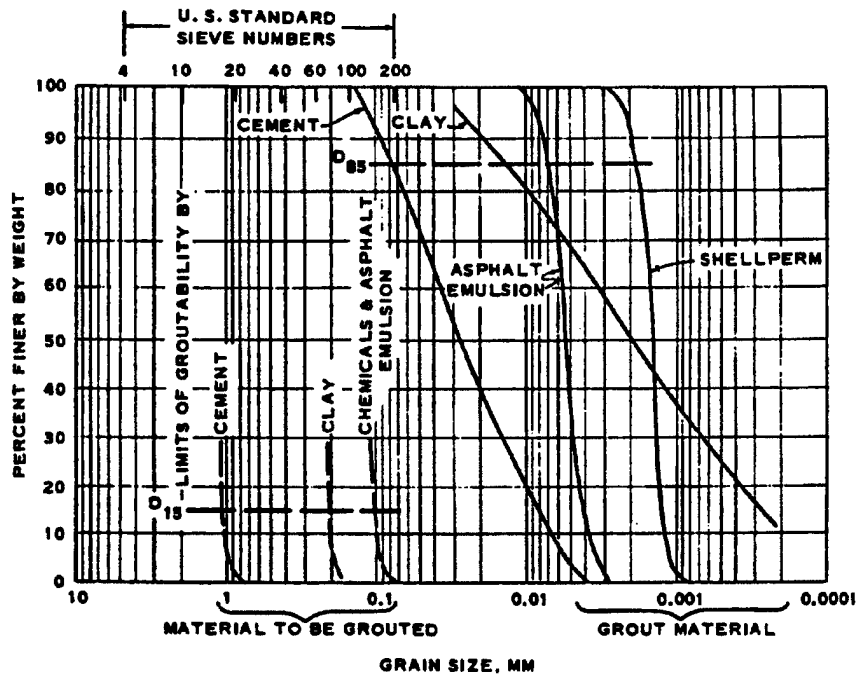 U. S. STANDARD
SIEVE NUMBERS
4 10 20 40 60 100 200
100
90
80
70
60
50
40
30
20
10
0
PERCENT FINER BY WEIGHT
CEMENT
CLAY
D85
ASPHALT
EMULSION
SHELLPERM
D15 - LIMITS OF GROUTABILITY BY
CEMENT
CLAY
CHEMICALS & ASPHALT
EMULSION
10 1 0.1 0.01 0.001 0.0001
MATERIAL TO BE GROUTED
GROUT MATERIAL
GRAIN SIZE, MM